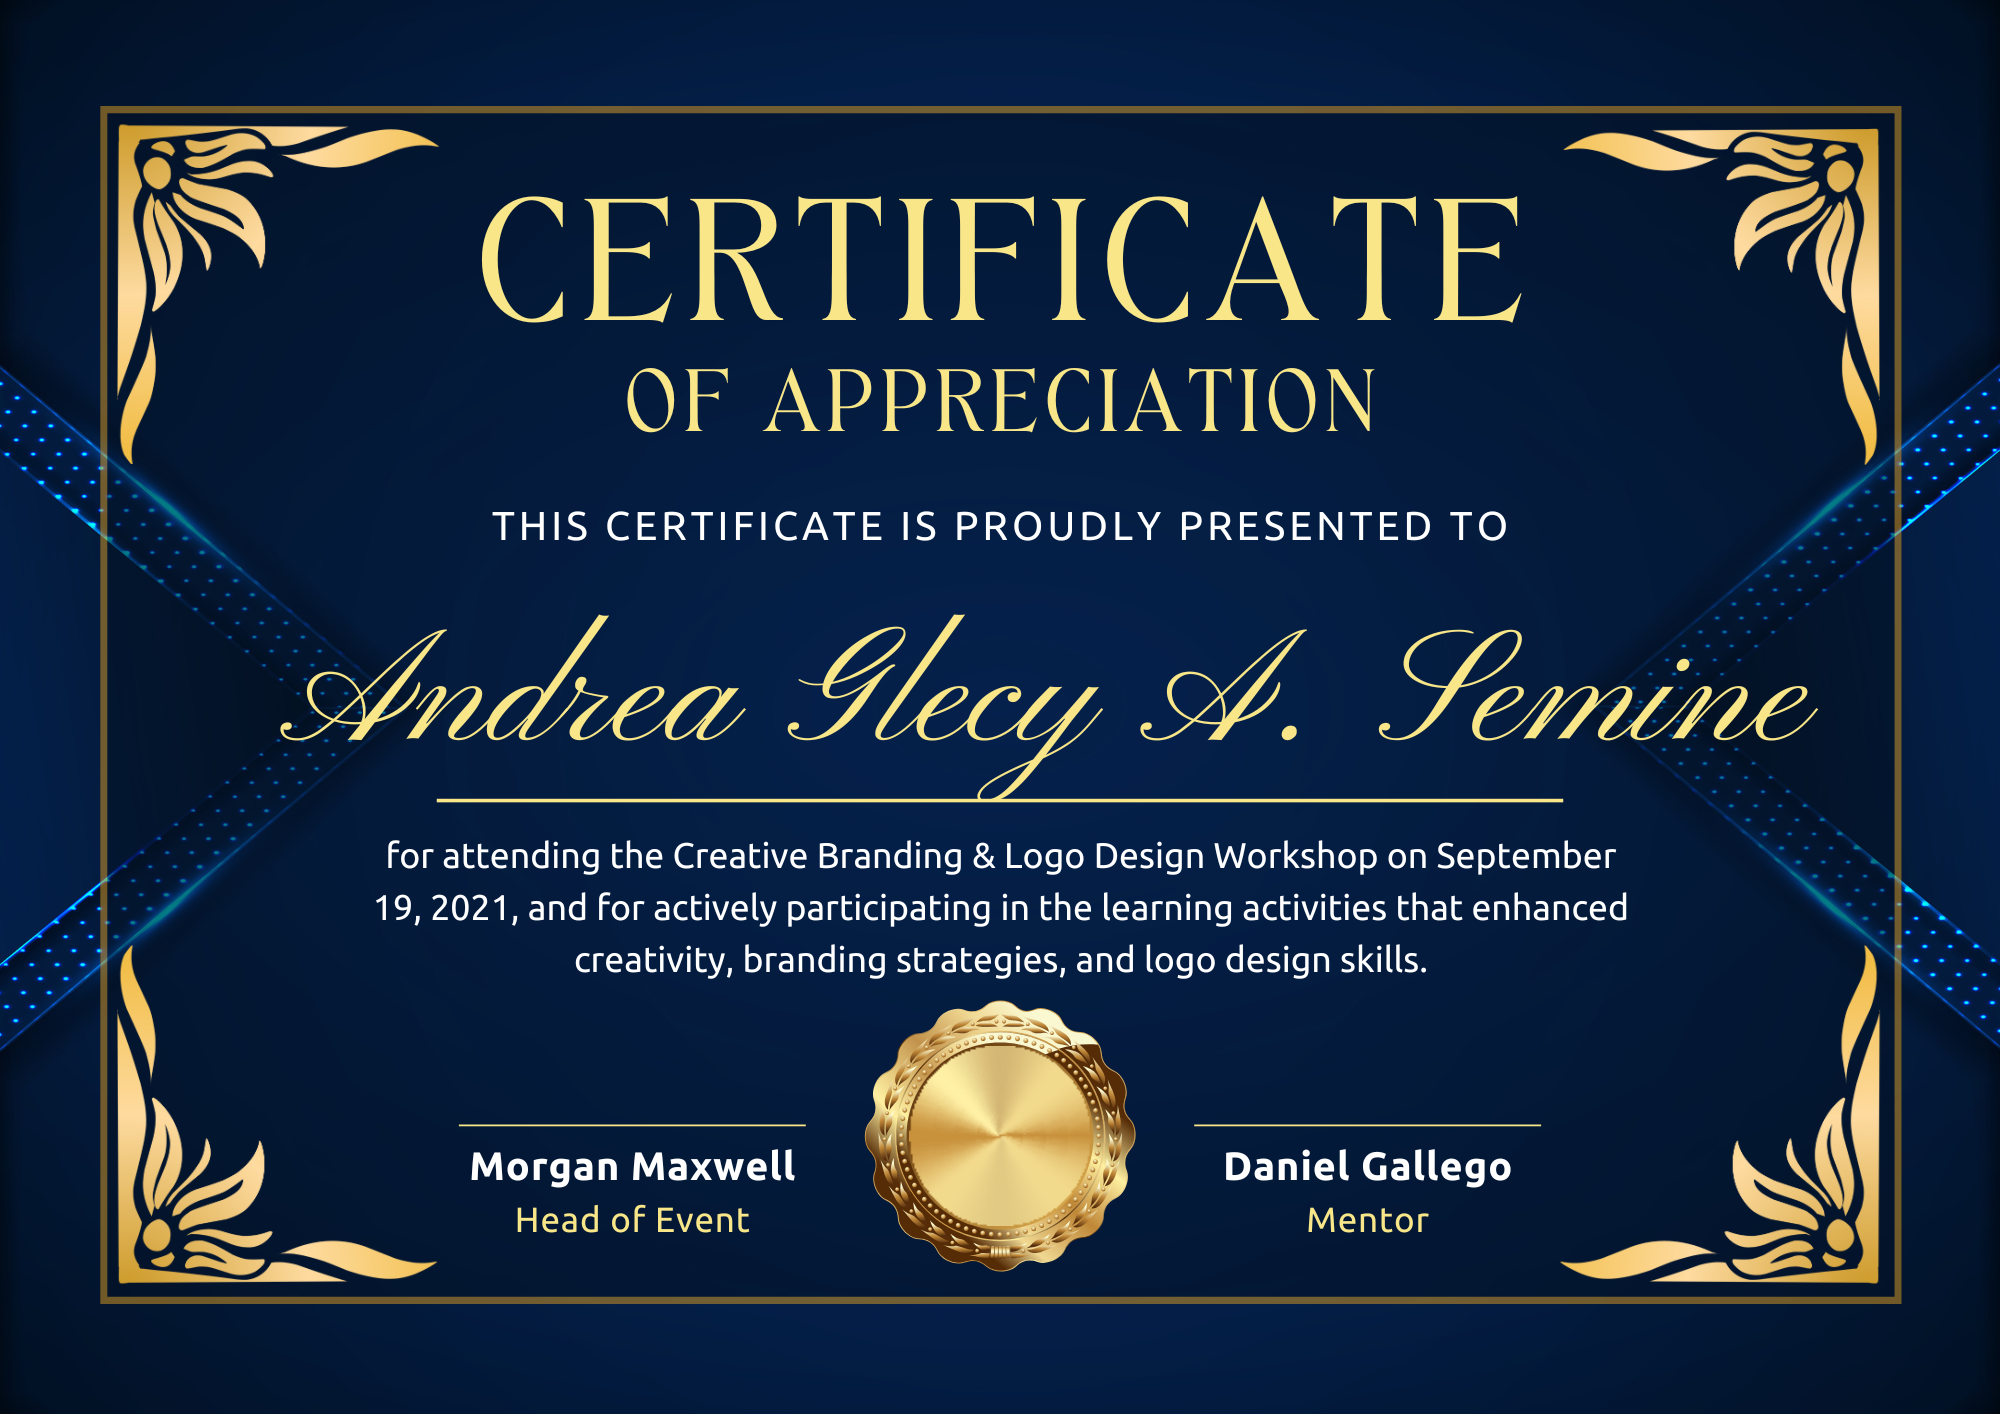 CERTIFICATE
OF APPRECIATION
THIS CERTIFICATE IS PROUDLY PRESENTED TO
Andrea Glecy A. Semine
for attending the Creative Branding & Logo Design Workshop on September
19, 2021, and for actively participating in the learning activities that enhanced
creativity, branding strategies, and logo design skills.
Morgan Maxwell
Head of Event
Daniel Gallego
Mentor